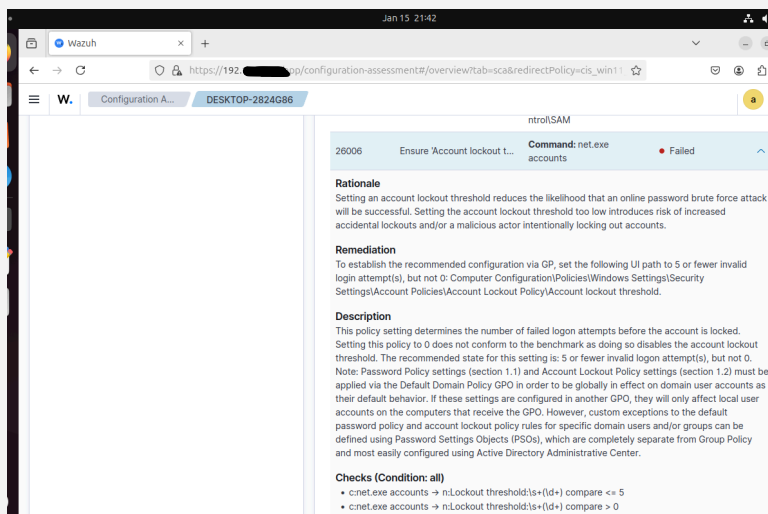 Jan 15 21:42
Wazuh
https://192. pp/configuration-assessment#/overview?tab=sca&redirectPolicy=cis_win11
W. Configuration A... DESKTOP-2824G86 a
ntrol\SAM
26006 Ensure 'Account lockout t... Command: net.exe accounts Failed
Rationale
Setting an account lockout threshold reduces the likelihood that an online password brute force attack
will be successful. Setting the account lockout threshold too low introduces risk of increased
accidental lockouts and/or a malicious actor intentionally locking out accounts.
Remediation
To establish the recommended configuration via GP, set the following UI path to 5 or fewer invalid
login attempt(s), but not 0: Computer Configuration\Policies\Windows Settings\Security
Settings\Account Policies\Account Lockout Policy\Account lockout threshold.
Description
This policy setting determines the number of failed logon attempts before the account is locked.
Setting this policy to 0 does not conform to the benchmark as doing so disables the account lockout
threshold. The recommended state for this setting is: 5 or fewer invalid logon attempt(s), but not 0.
Note: Password Policy settings (section 1.1) and Account Lockout Policy settings (section 1.2) must be
applied via the Default Domain Policy GPO in order to be globally in effect on domain user accounts as
their default behavior. If these settings are configured in another GPO, they will only affect local user
accounts on the computers that receive the GPO. However, custom exceptions to the default
password policy and account lockout policy rules for specific domain users and/or groups can be
defined using Password Settings Objects (PSOs), which are completely separate from Group Policy
and most easily configured using Active Directory Administrative Center.
Checks (Condition: all)
• c:net.exe accounts -> n:Lockout threshold:\s+(\d+) compare <= 5
• c:net.exe accounts -> n:Lockout threshold:\s+(\d+) compare > 0